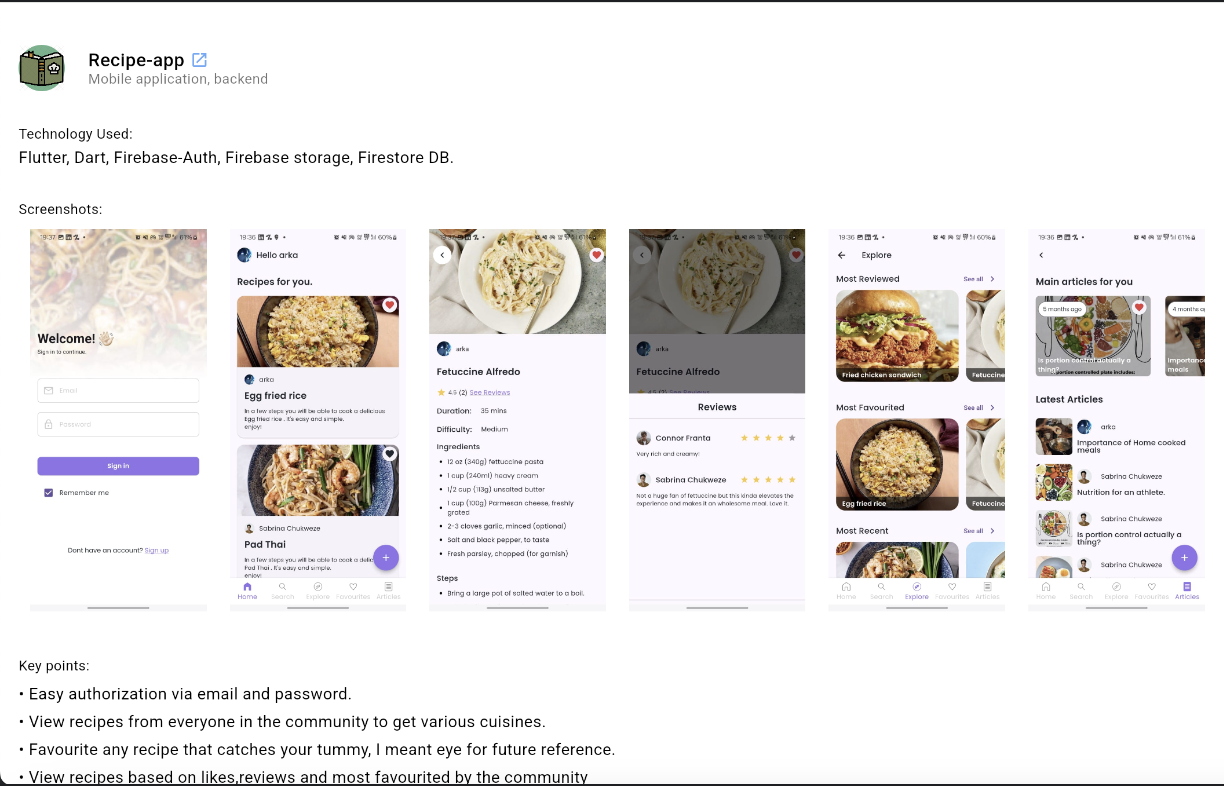 Recipe-app
Mobile application, backend
Technology Used:
Flutter, Dart, Firebase-Auth, Firebase storage, Firestore DB.
Screenshots:
19:37
61%
Welcome!
Sign in to continue.
Email
Password
Sign in
Remember me
Dont have an account? Sign up
19:36
60%
Hello arka
Recipes for you.
arka
Egg fried rice
In a few steps you will be able to cook a delicious
Egg fried rice . It's easy and simple.
enjoy!
Sabrina Chukweze
Pad Thai
In a few steps you will be able to cook a delic
Pad Thai . It's easy and simple.
enjoy!
Home
Search
Explore
Favourites
Articles
arka
Fetuccine Alfredo
4.5 (2) See Reviews
Duration: 35 mins
Difficulty: Medium
Ingredients
• 12 oz (340g) fettuccine pasta
• 1 cup (240ml) heavy cream
• 1/2 cup (113g) unsalted butter
• 1 cup (100g) Parmesan cheese, freshly
grated
• 2-3 cloves garlic, minced (optional)
• Salt and black pepper, to taste
• Fresh parsley, chopped (for garnish)
Steps
• Bring a large pot of salted water to a boil.
arka
Fetuccine Alfredo
4.5 (2) See Reviews
Reviews
Connor Franta
Very rich and creamy!
Sabrina Chukweze
Not a huge fan of fettuccine but this kinda elevates the
experience and makes it an wholesome meal. Love it.
19:36
60%
Explore
Most Reviewed
See all
Fried chicken sandwich
Fetuccine
Most Favourited
See all
Egg fried rice
Fetuccine
Most Recent
See all
Home
Search
Explore
Favourites
Articles
19:36
61%
Main articles for you
5 months ago
4 months ag
Is portion control actually a
thing?
portion controlled plate includes:
Importance
meals
Latest Articles
arka
Importance of Home cooked
meals
Sabrina Chukweze
Nutrition for an athlete.
Sabrina Chukweze
Is portion control actually a
thing?
Sabrina Chukweze
Home
Search
Explore
Favourites
Articles
Key points:
• Easy authorization via email and password.
• View recipes from everyone in the community to get various cuisines.
• Favourite any recipe that catches your tummy, I meant eye for future reference.
• View recipes based on likes,reviews and most favourited by the community